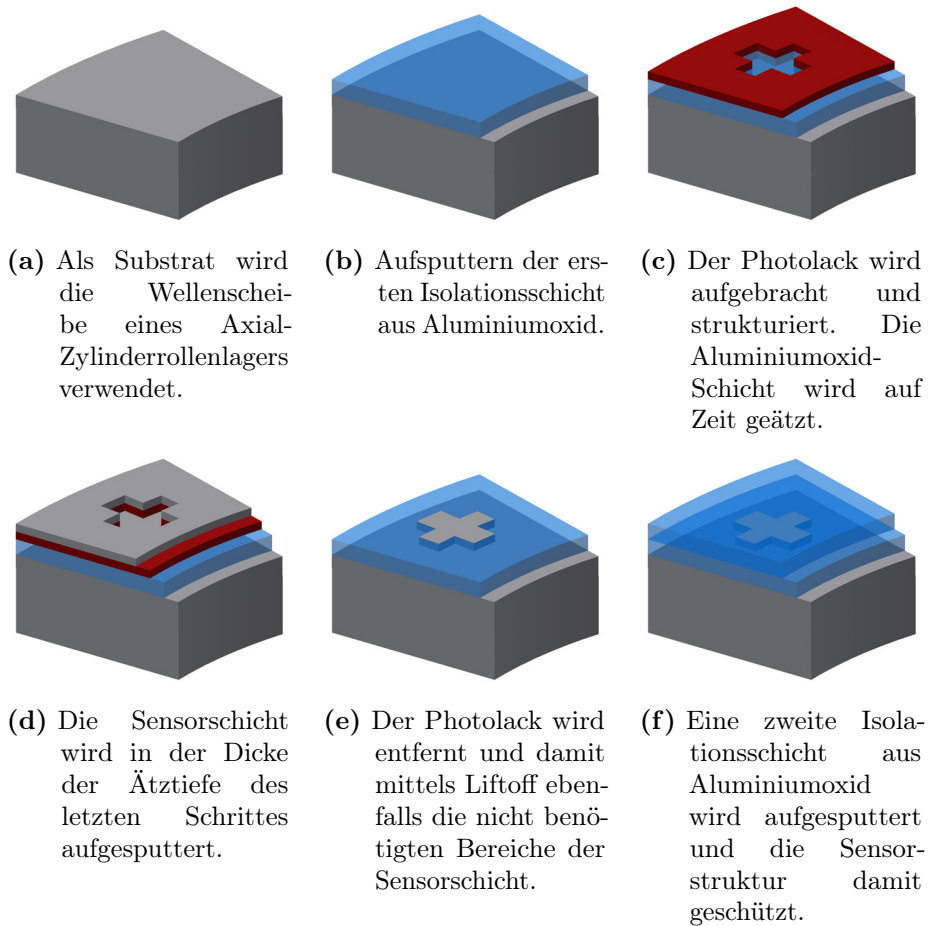 (a) Als Substrat wird
die Wellenschei-
be eines Axial-
Zylinderrollenlagers
verwendet.
(b) Aufsputtern der ers-
ten Isolationsschicht
aus Aluminiumoxid.
(c) Der Photolack wird
aufgebracht und
strukturiert. Die
Aluminiumoxid-
Schicht wird auf
Zeit geätzt.
(d) Die Sensorschicht
wird in der Dicke
der Ätztiefe des
letzten Schrittes
aufgesputtert.
(e) Der Photolack wird
entfernt und damit
mittels Liftoff eben-
falls die nicht benö-
tigten Bereiche der
Sensorschicht.
(f) Eine zweite Isola-
tionsschicht aus
Aluminiumoxid
wird aufgesputtert
und die Sensor-
struktur damit
geschützt.